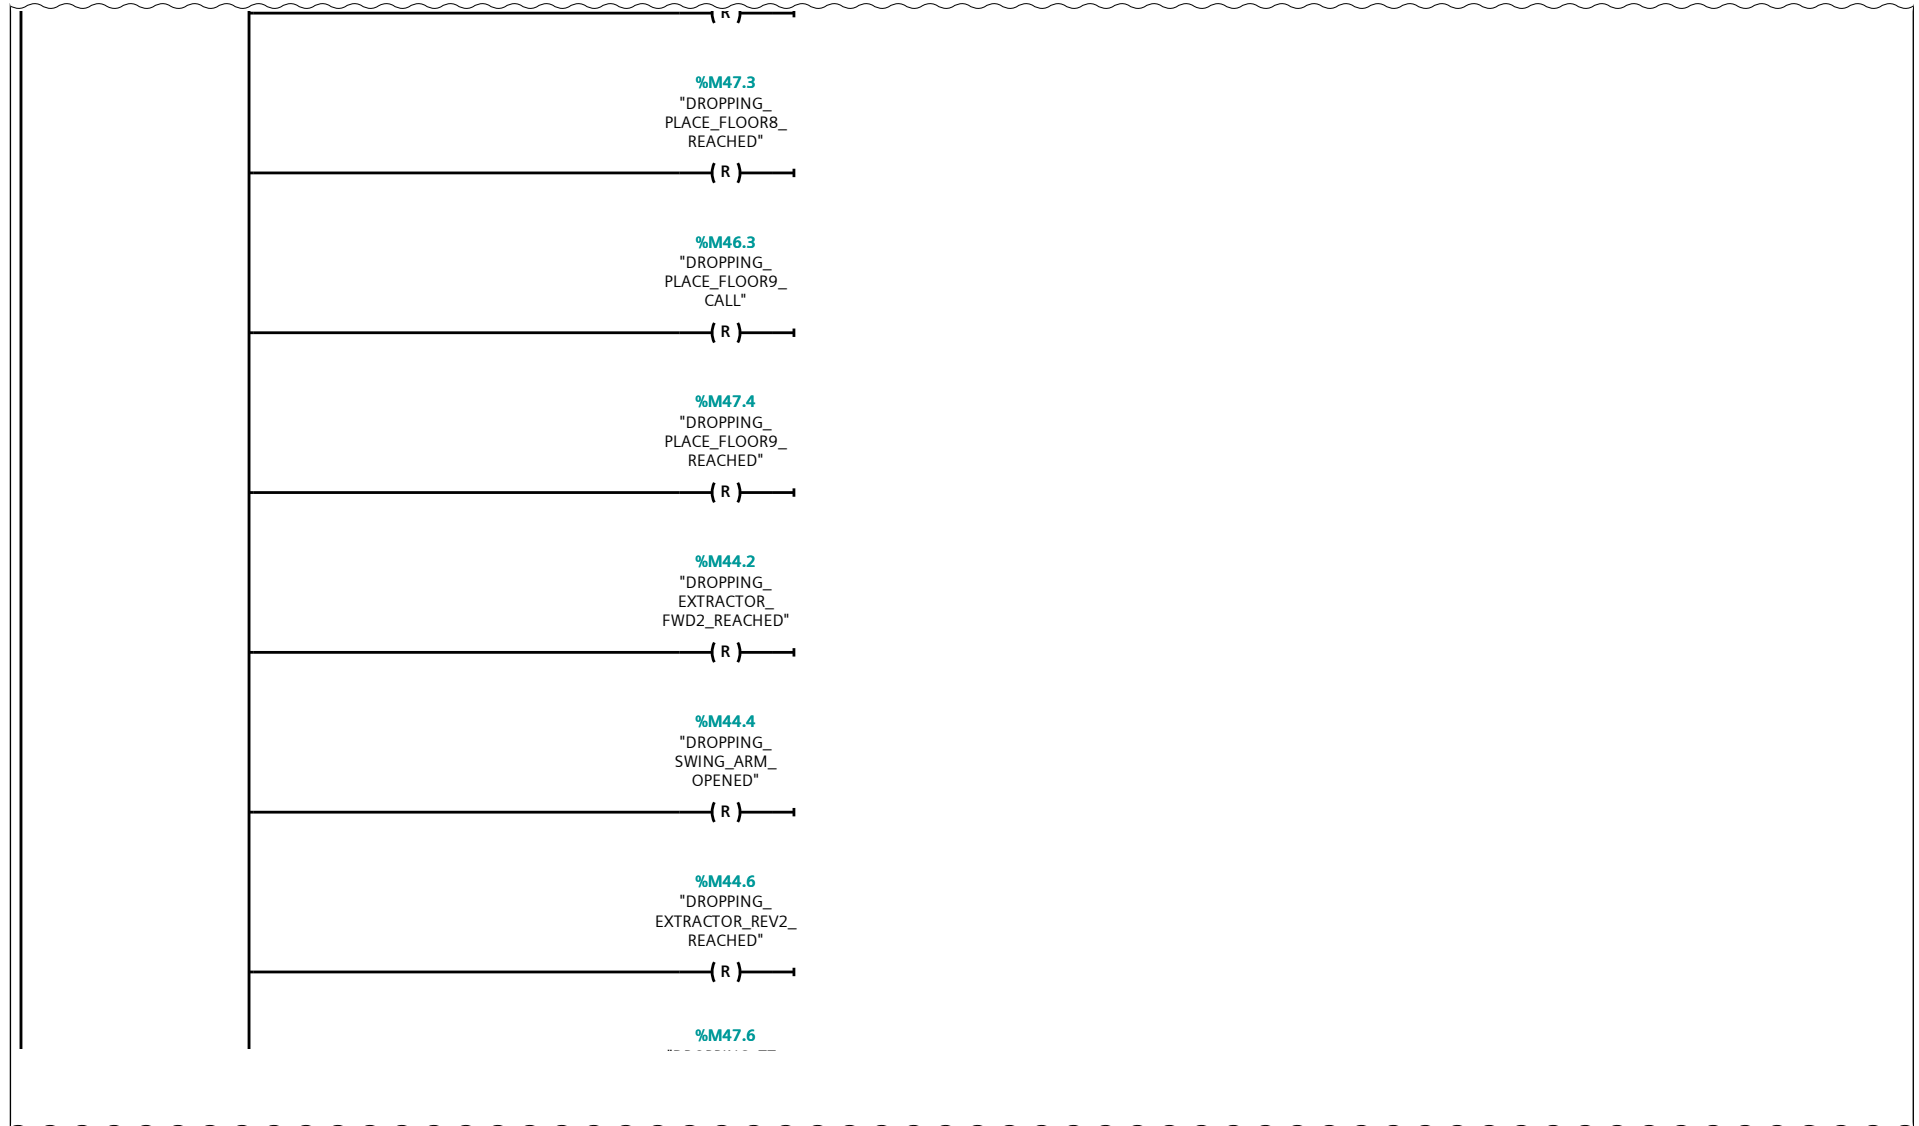 ( R )
%M47.3
"DROPPING_
PLACE_FLOOR8_
REACHED"
( R )
%M46.3
"DROPPING_
PLACE_FLOOR9_
CALL"
( R )
%M47.4
"DROPPING_
PLACE_FLOOR9_
REACHED"
( R )
%M44.2
"DROPPING_
EXTRACTOR_
FWD2_REACHED"
( R )
%M44.4
"DROPPING_
SWING_ARM_
OPENED"
( R )
%M44.6
"DROPPING_
EXTRACTOR_REV2_
REACHED"
( R )
%M47.6